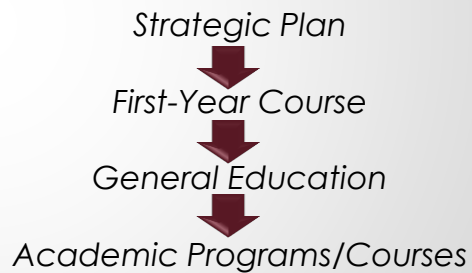 Strategic Plan
First-Year Course
General Education
Academic Programs/Courses